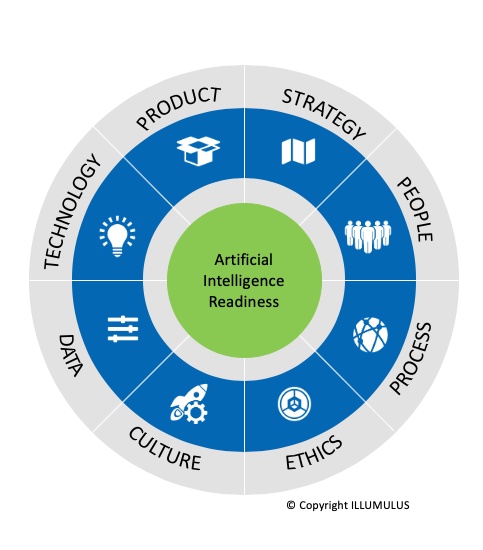 PRODUCT
STRATEGY
PEOPLE
PROCESS
ETHICS
CULTURE
DATA
TECHNOLOGY
Artificial
Intelligence
Readiness
© Copyright ILLUMULUS